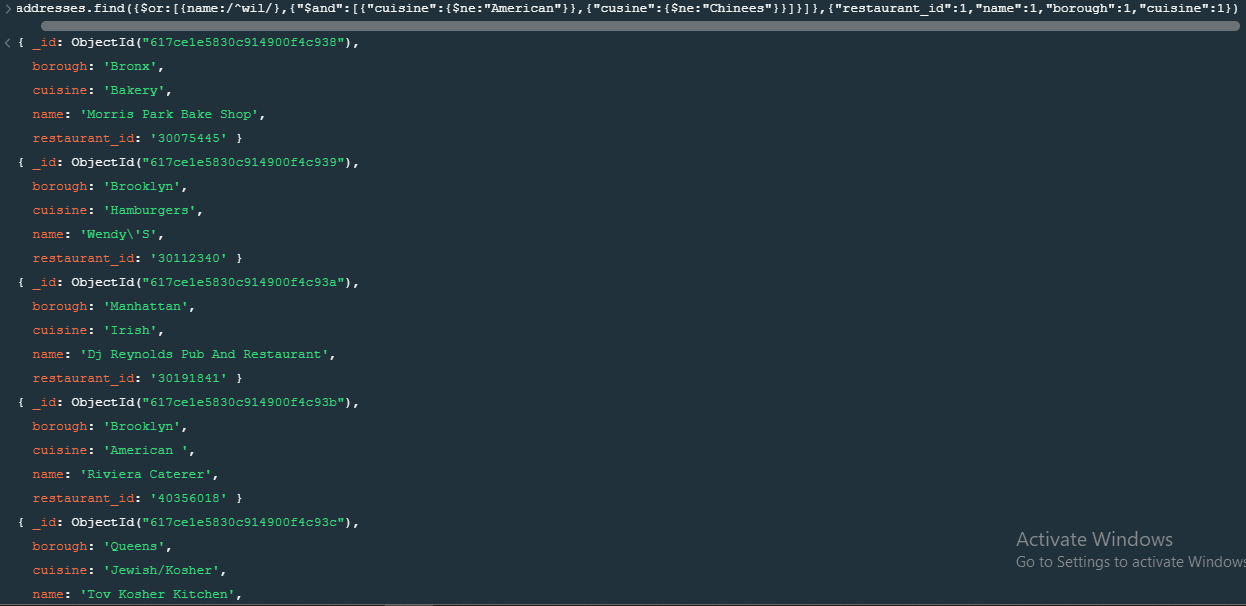 addresses.find({$or:[{name:/^wil/},{"$and":[{"cuisine":{$ne:"American"}},{"cusine":{$ne:"Chinees"}}]}]},{"restaurant_id":1,"name":1,"borough":1,"cuisine":1})
{ _id: ObjectId("617ce1e5830c914900f4c938"),
borough: 'Bronx',
cuisine: 'Bakery',
name: 'Morris Park Bake Shop',
restaurant_id: '30075445' }
{ _id: ObjectId("617ce1e5830c914900f4c939"),
borough: 'Brooklyn',
cuisine: 'Hamburgers',
name: 'Wendy\'S',
restaurant_id: '30112340' }
{ _id: ObjectId("617ce1e5830c914900f4c93a"),
borough: 'Manhattan',
cuisine: 'Irish',
name: 'Dj Reynolds Pub And Restaurant',
restaurant_id: '30191841' }
{ _id: ObjectId("617ce1e5830c914900f4c93b"),
borough: 'Brooklyn',
cuisine: 'American ',
name: 'Riviera Caterer',
restaurant_id: '40356018' }
{ _id: ObjectId("617ce1e5830c914900f4c93c"),
borough: 'Queens',
cuisine: 'Jewish/Kosher',
name: 'Tov Kosher Kitchen',
Activate Windows
Go to Settings to activate Windows